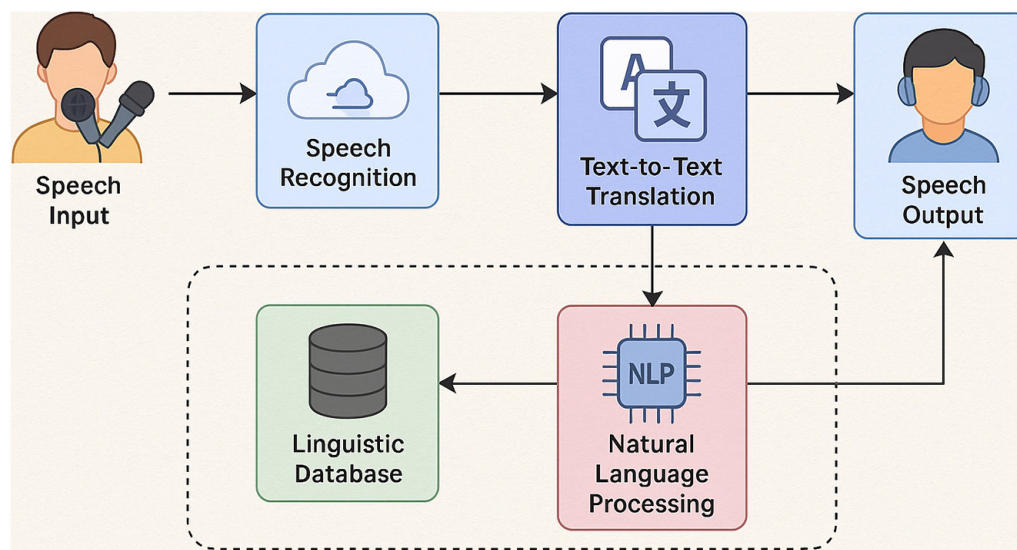 Speech
Input
Speech
Recognition
A
文
Text-to-Text
Translation
Speech
Output
Linguistic
Database
NLP
Natural
Language
Processing